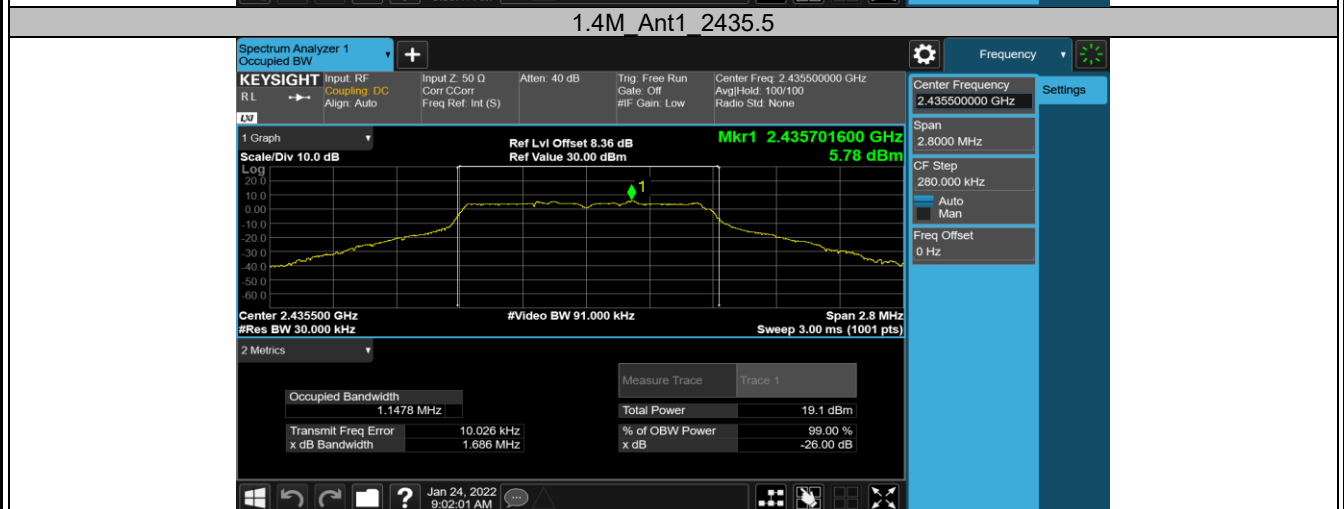 1.4M_Ant1_2435.5
Spectrum Analyzer 1
Occupied BW
+
Frequency
KEYSIGHT
RL
LXI
Input: RF
Coupling: DC
Align: Auto
Input Z: 50 Ω
Corr CCorr
Freq Ref: Int (S)
Atten: 40 dB
Trig: Free Run
Gate: Off
#IF Gain: Low
Center Freq: 2.435500000 GHz
Avg|Hold: 100/100
Radio Std: None
Center Frequency
2.435500000 GHz
Settings
Span
2.8000 MHz
CF Step
280.000 kHz
Auto
Man
Freq Offset
0 Hz
1 Graph
Scale/Div 10.0 dB
Ref Lvl Offset 8.36 dB
Ref Value 30.00 dBm
Mkr1 2.435701600 GHz
5.78 dBm
Log
20.0
10.0
0.00
-10.0
-20.0
-30.0
-40.0
-50.0
-60.0
1
Center 2.435500 GHz
#Res BW 30.000 kHz
#Video BW 91.000 kHz
Span 2.8 MHz
Sweep 3.00 ms (1001 pts)
2 Metrics
Measure Trace Trace 1
Occupied Bandwidth
1.1478 MHz
Total Power 19.1 dBm
Transmit Freq Error 10.026 kHz
% of OBW Power 99.00 %
x dB Bandwidth 1.686 MHz
x dB -26.00 dB
?
Jan 24, 2022
9:02:01 AM